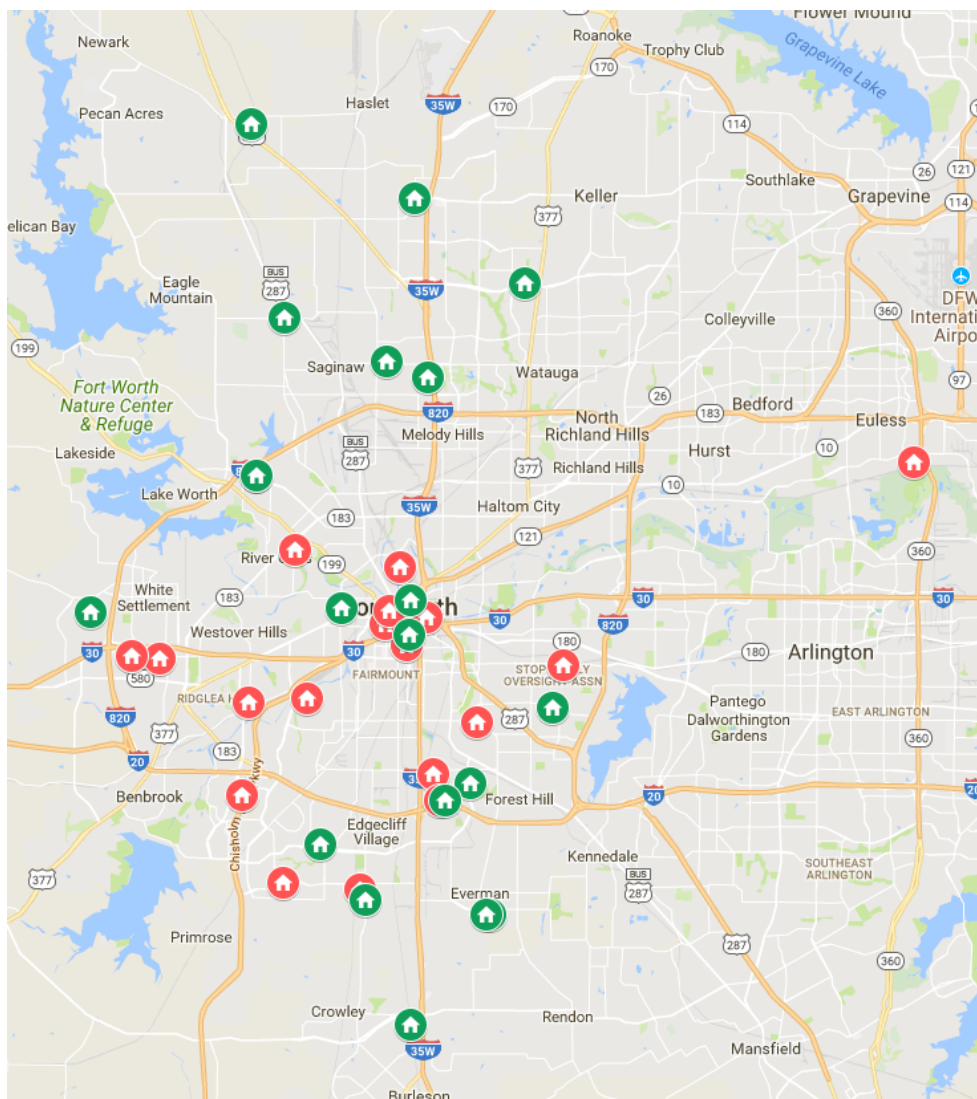 Flower Mound
Newark
Roanoke
Trophy Club
Grapevine
Lake
170
Haslet
35W
170
Pecan Acres
114
121
26
Southlake
Keller
Grapevine
114
377
elican Bay
BUS
287
Eagle
Mountain
35W
DFW
Internati
Airpo
360
Colleyville
199
Saginaw
Watauga
97
Fort Worth
Nature Center
& Refuge
26
Bedford
820
183
North
Richland Hills
Euless
Melody Hills
BUS
287
Lakeside
Hurst
10
377
Richland Hills
10
Lake Worth
35W
Haltom City
183
121
River
199
360
White
Settlement
183
30
30
30
Westover Hills
820
180
30
30
180
Arlington
580
FAIRMOUNT
STOP
OVERSIGHT ASSN
RIDGLEA H
Pantego
Dalworthington
Gardens
EAST ARLINGTON
820
287
377
183
360
20
Benbrook
20
20
Forest Hill
Edgecliff
Village
Kennedale
SOUTHEAST
ARLINGTON
377
BUS
287
Everman
Primrose
287
360
Crowley
Rendon
35W
Mansfield
Burleson